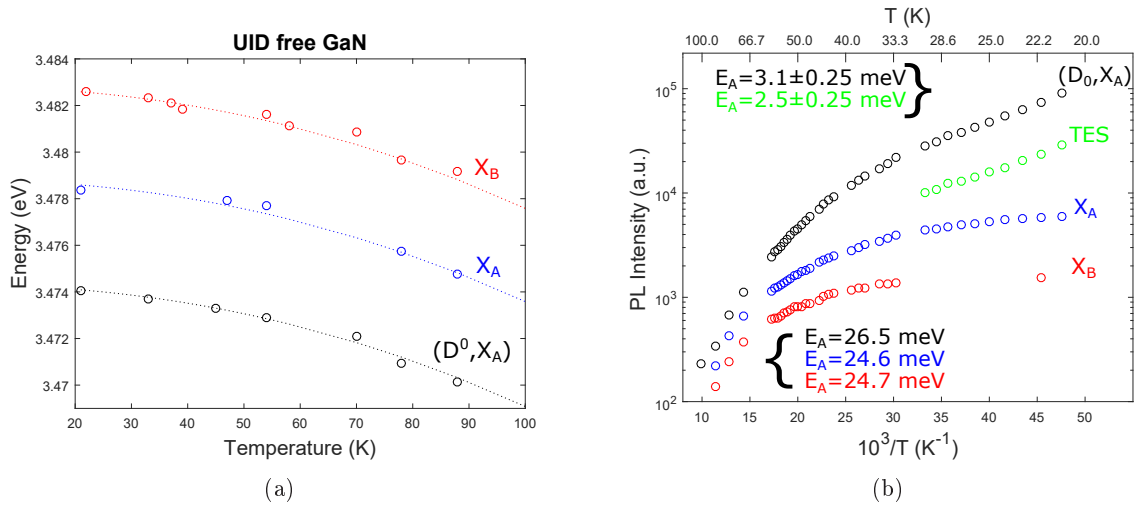 UID free GaN
3.484
3.482
3.48
3.478
3.476
3.474
3.472
3.47
Energy (eV)
X_B
X_A
(D^0,X_A)
20 30 40 50 60 70 80 90 100
Temperature (K)
(a)
T (K)
100.0 66.7 50.0 40.0 33.3 28.6 25.0 22.2 20.0
E_A=3.1±0.25 meV
E_A=2.5±0.25 meV
}
(D_0,X_A)
TES
X_A
X_B
10^5
10^4
10^3
10^2
PL Intensity (a.u.)
{
E_A=26.5 meV
E_A=24.6 meV
E_A=24.7 meV
10 15 20 25 30 35 40 45 50
10^3/T (K^-1)
(b)